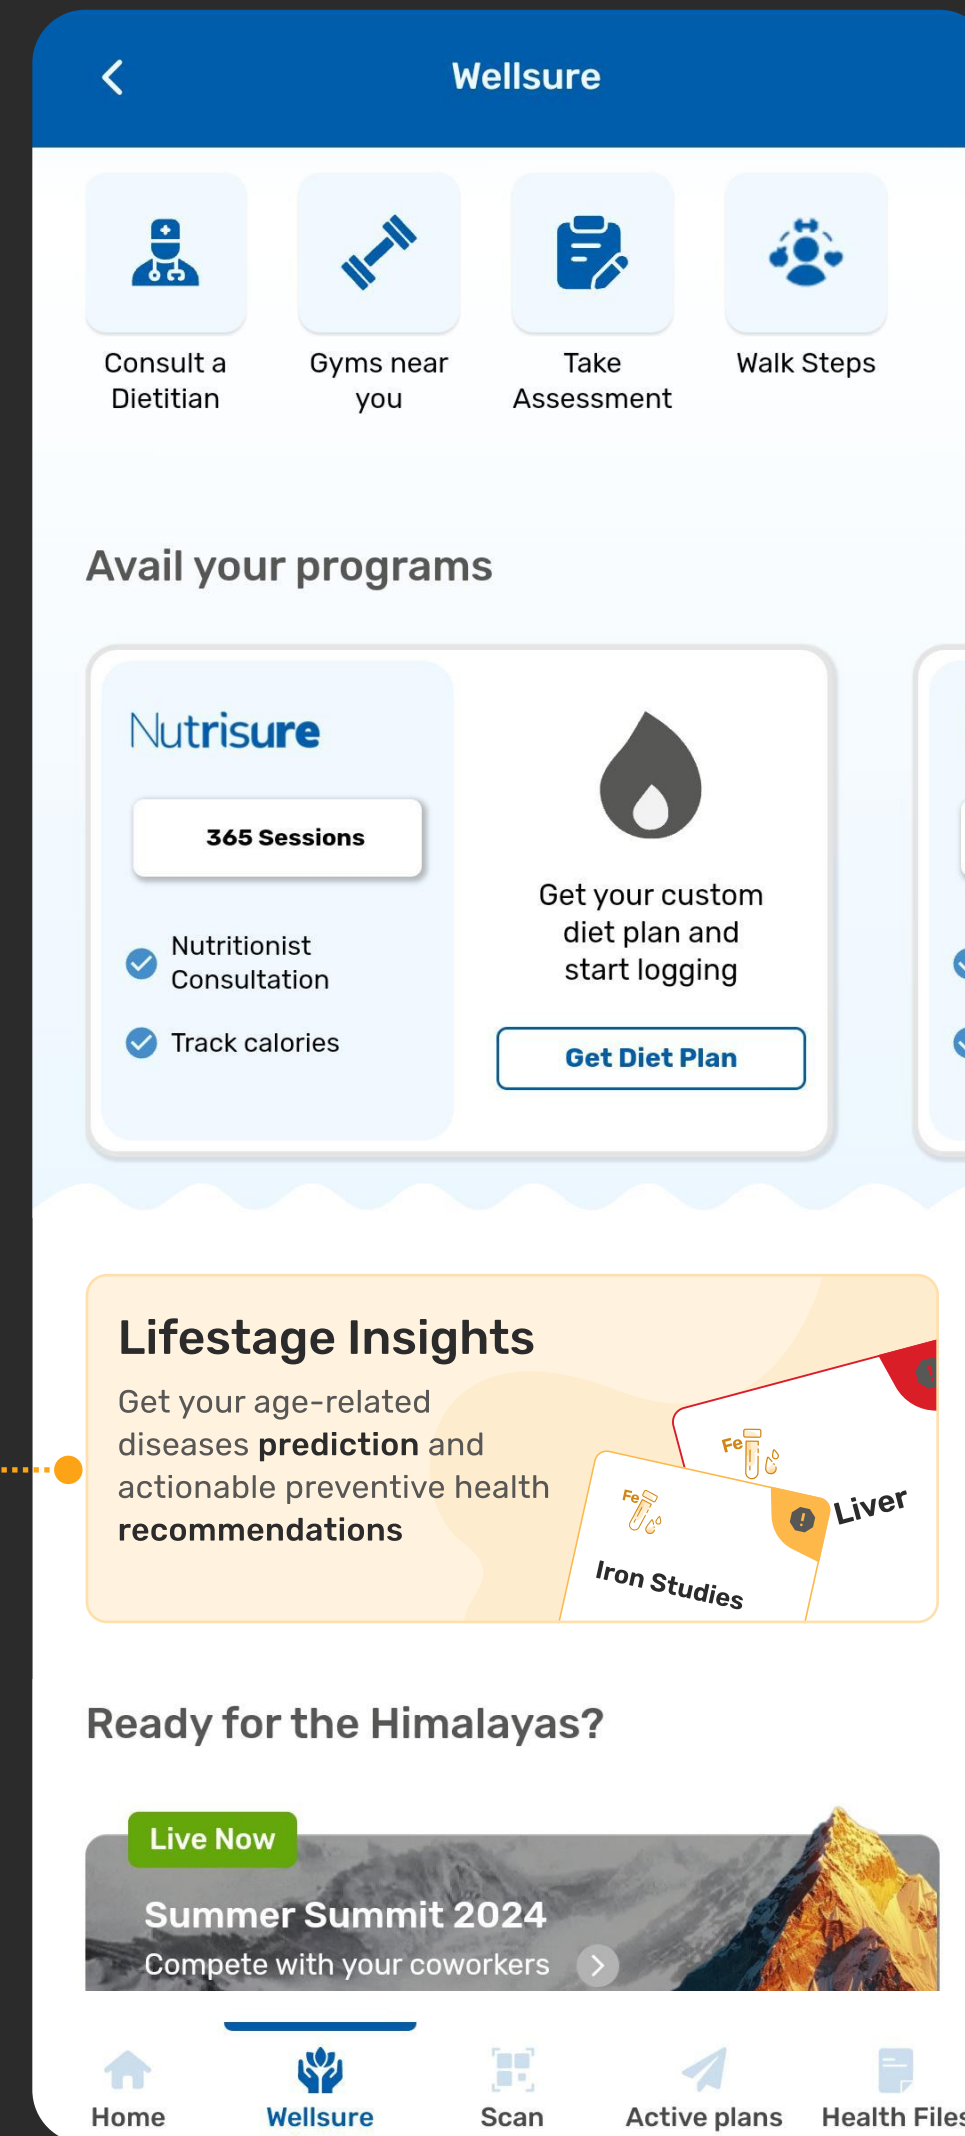 Wellsure
Consult a
Dietitian
Gyms near
you
Take
Assessment
Walk Steps
Avail your programs
Nutrisure
365 Sessions
Nutritionist
Consultation
Track calories
Get your custom
diet plan and
start logging
Get Diet Plan
Lifestage Insights
Get your age-related
diseases prediction and
actionable preventive health
recommendations
Fe
Liver
Fe
Iron Studies
Ready for the Himalayas?
Live Now
Summer Summit 2024
Compete with your coworkers
Home
Wellsure
Scan
Active plans
Health Files